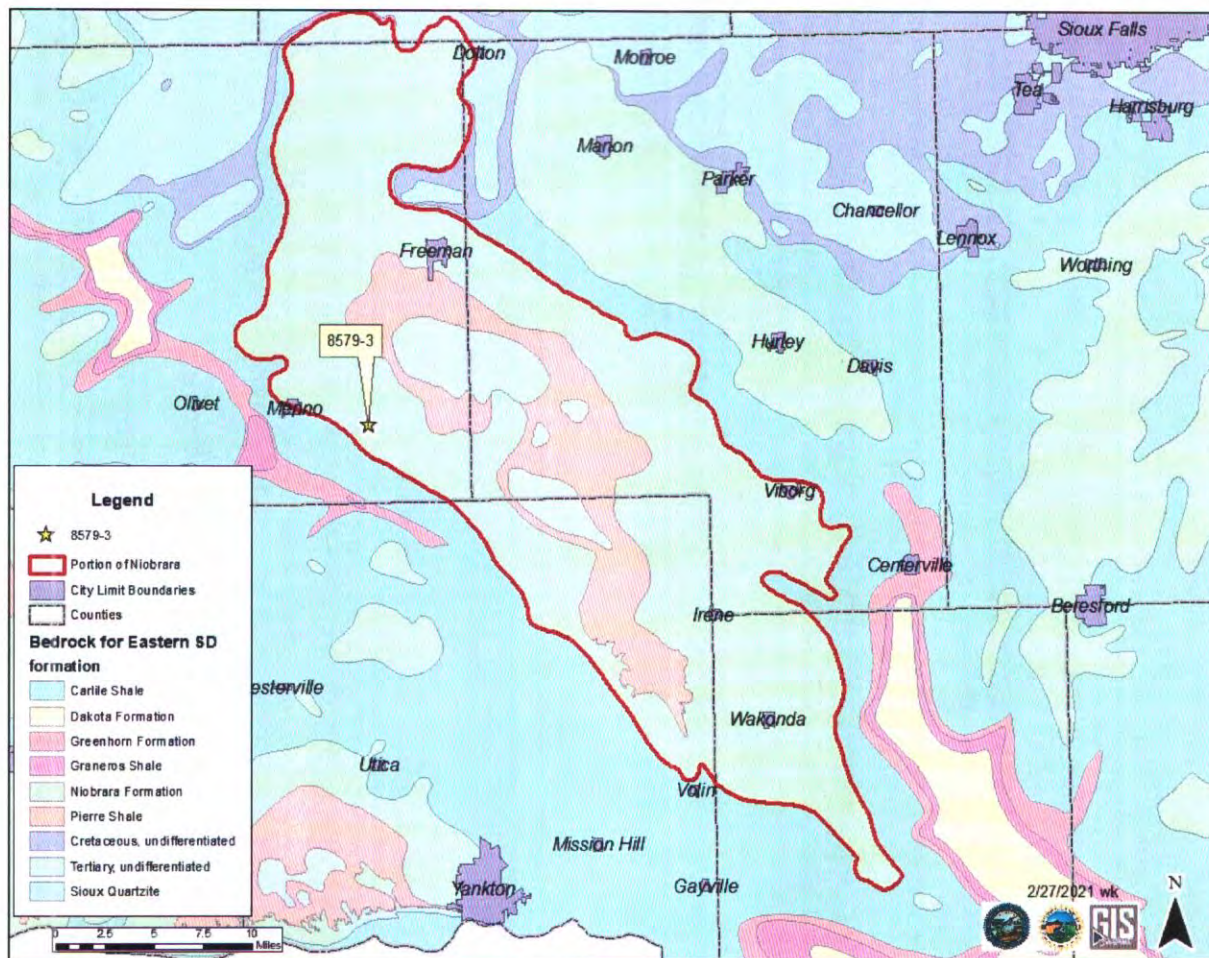 Sioux Falls
Dolton
Monroe
Tea
Harrisburg
Marion
Parker
Chancellor
Lennox
Freeman
Worthing
8579-3
Hurley
Davis
Olivet
Menno
Viborg
Centerville
Irene
Beresford
esterville
Wakonda
Utica
Volin
Mission Hill
Yankton
Gayville
Legend
8579-3
Portion of Niobrara
City Limit Boundaries
Counties
Bedrock for Eastern SD
formation
Carlile Shale
Dakota Formation
Greenhorn Formation
Graneros Shale
Niobrara Formation
Pierre Shale
Cretaceous, undifferentiated
Tertiary, undifferentiated
Sioux Quartzite
0 2.5 5 7.5 10
Miles
2/27/2021 wk
GIS
N